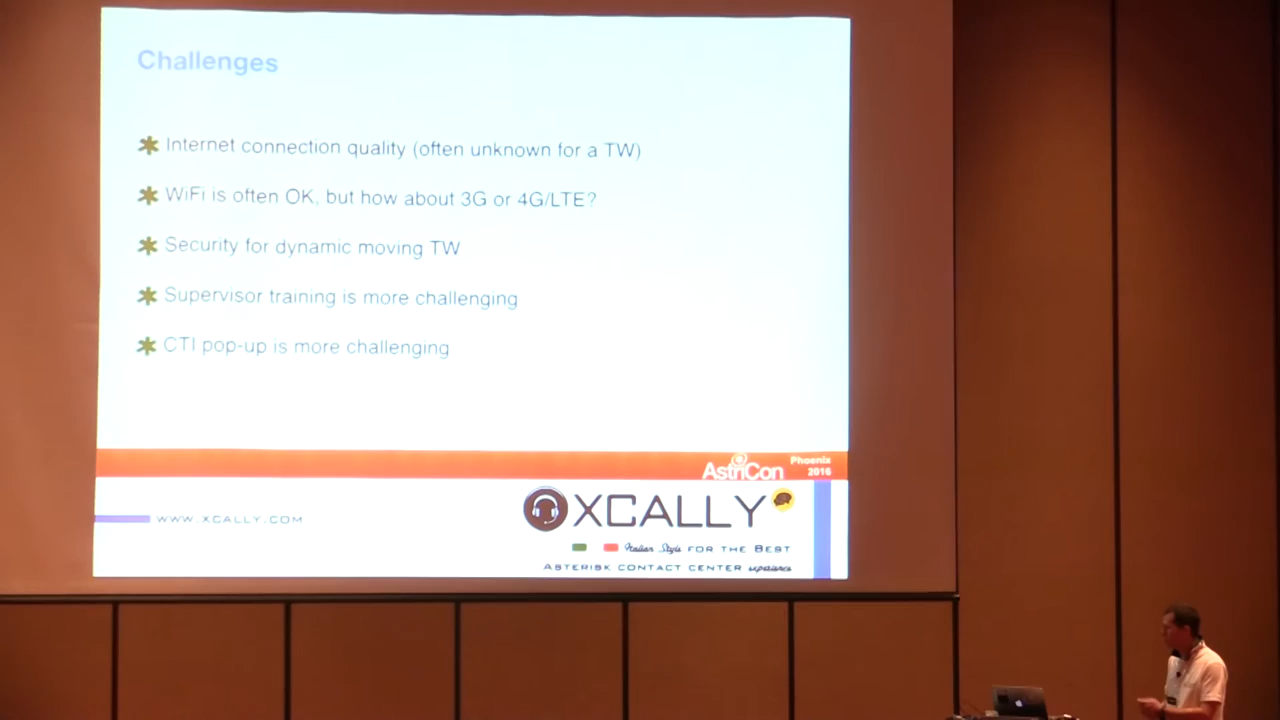 Challenges
Internet connection quality (often unknown for a TW)
WiFi is often OK, but how about 3G or 4G/LTE?
Security for dynamic moving TW
Supervisor training is more challenging
CTI pop-up is more challenging
AstriCon
Phoenix
2016
XCALLY
WWW.XCALLY.COM
Italian Style FOR THE BEST
ASTERISK CONTACT CENTER experience